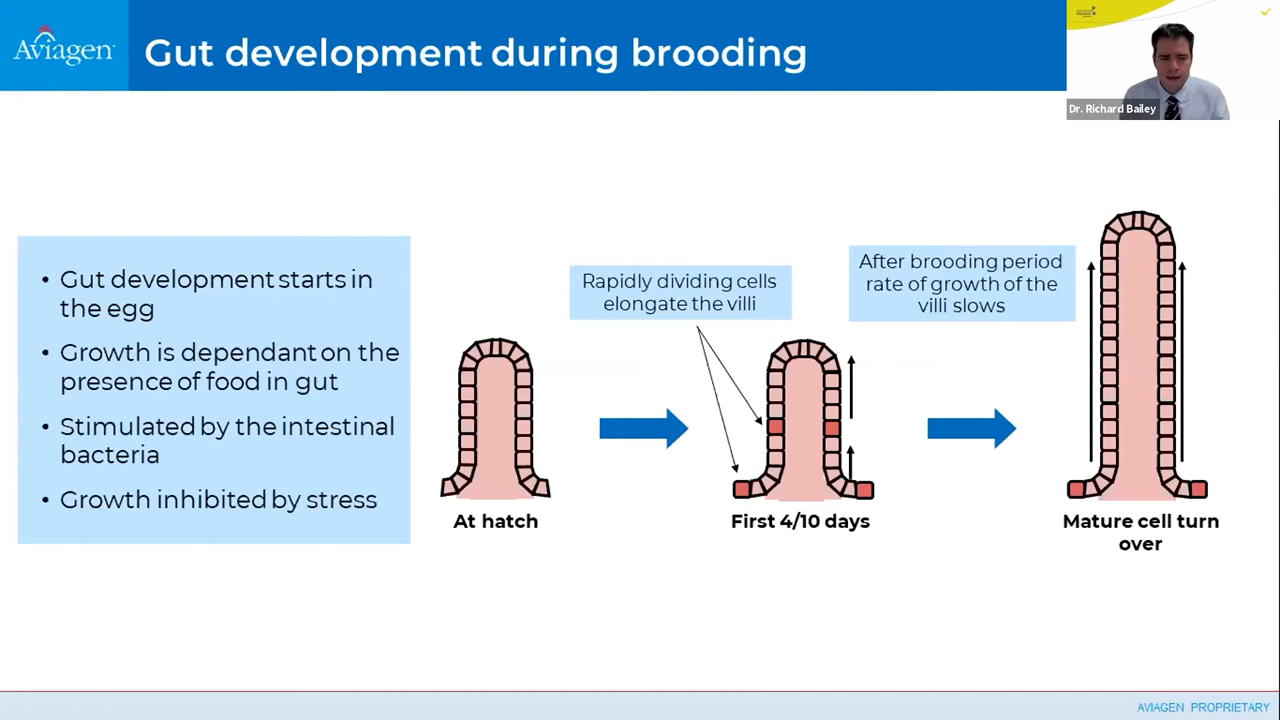 Aviagen
Gut development during brooding
Dr. Richard Bailey
• Gut development starts in
the egg
• Growth is dependant on the
presence of food in gut
• Stimulated by the intestinal
bacteria
• Growth inhibited by stress
Rapidly dividing cells
elongate the villi
After brooding period
rate of growth of the
villi slows
At hatch
First 4/10 days
Mature cell turn
over
AVIAGEN PROPRIETARY